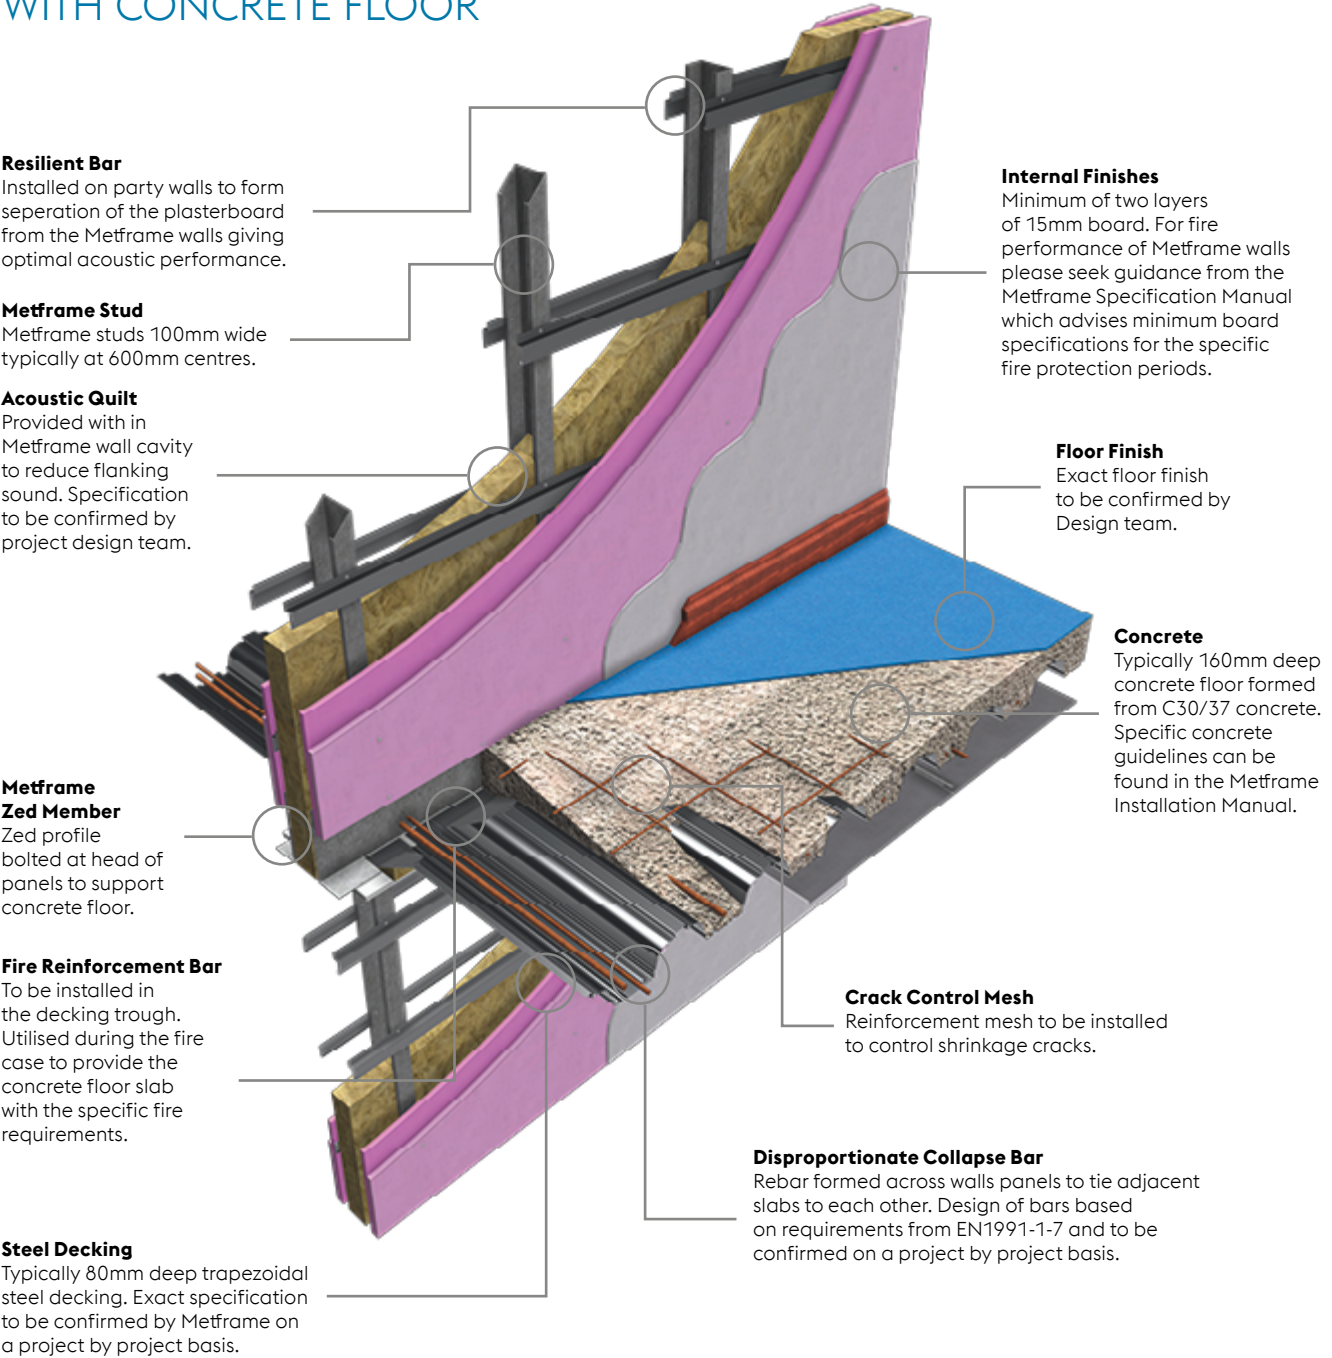 WITH CONCRETE FLOOR
Resilient Bar
Installed on party walls to form
seperation of the plasterboard
from the Metframe walls giving
optimal acoustic performance.
Metframe Stud
Metframe studs 100mm wide
typically at 600mm centres.
Acoustic Quilt
Provided with in
Metframe wall cavity
to reduce flanking
sound. Specification
to be confirmed by
project design team.
Metframe
Zed Member
Zed profile
bolted at head of
panels to support
concrete floor.
Fire Reinforcement Bar
To be installed in
the decking trough.
Utilised during the fire
case to provide the
concrete floor slab
with the specific fire
requirements.
Steel Decking
Typically 80mm deep trapezoidal
steel decking. Exact specification
to be confirmed by Metframe on
a project by project basis.
Internal Finishes
Minimum of two layers
of 15mm board. For fire
performance of Metframe walls
please seek guidance from the
Metframe Specification Manual
which advises minimum board
specifications for the specific
fire protection periods.
Floor Finish
Exact floor finish
to be confirmed by
Design team.
Concrete
Typically 160mm deep
concrete floor formed
from C30/37 concrete.
Specific concrete
guidelines can be
found in the Metframe
Installation Manual.
Crack Control Mesh
Reinforcement mesh to be installed
to control shrinkage cracks.
Disproportionate Collapse Bar
Rebar formed across walls panels to tie adjacent
slabs to each other. Design of bars based
on requirements from EN1991-1-7 and to be
confirmed on a project by project basis.